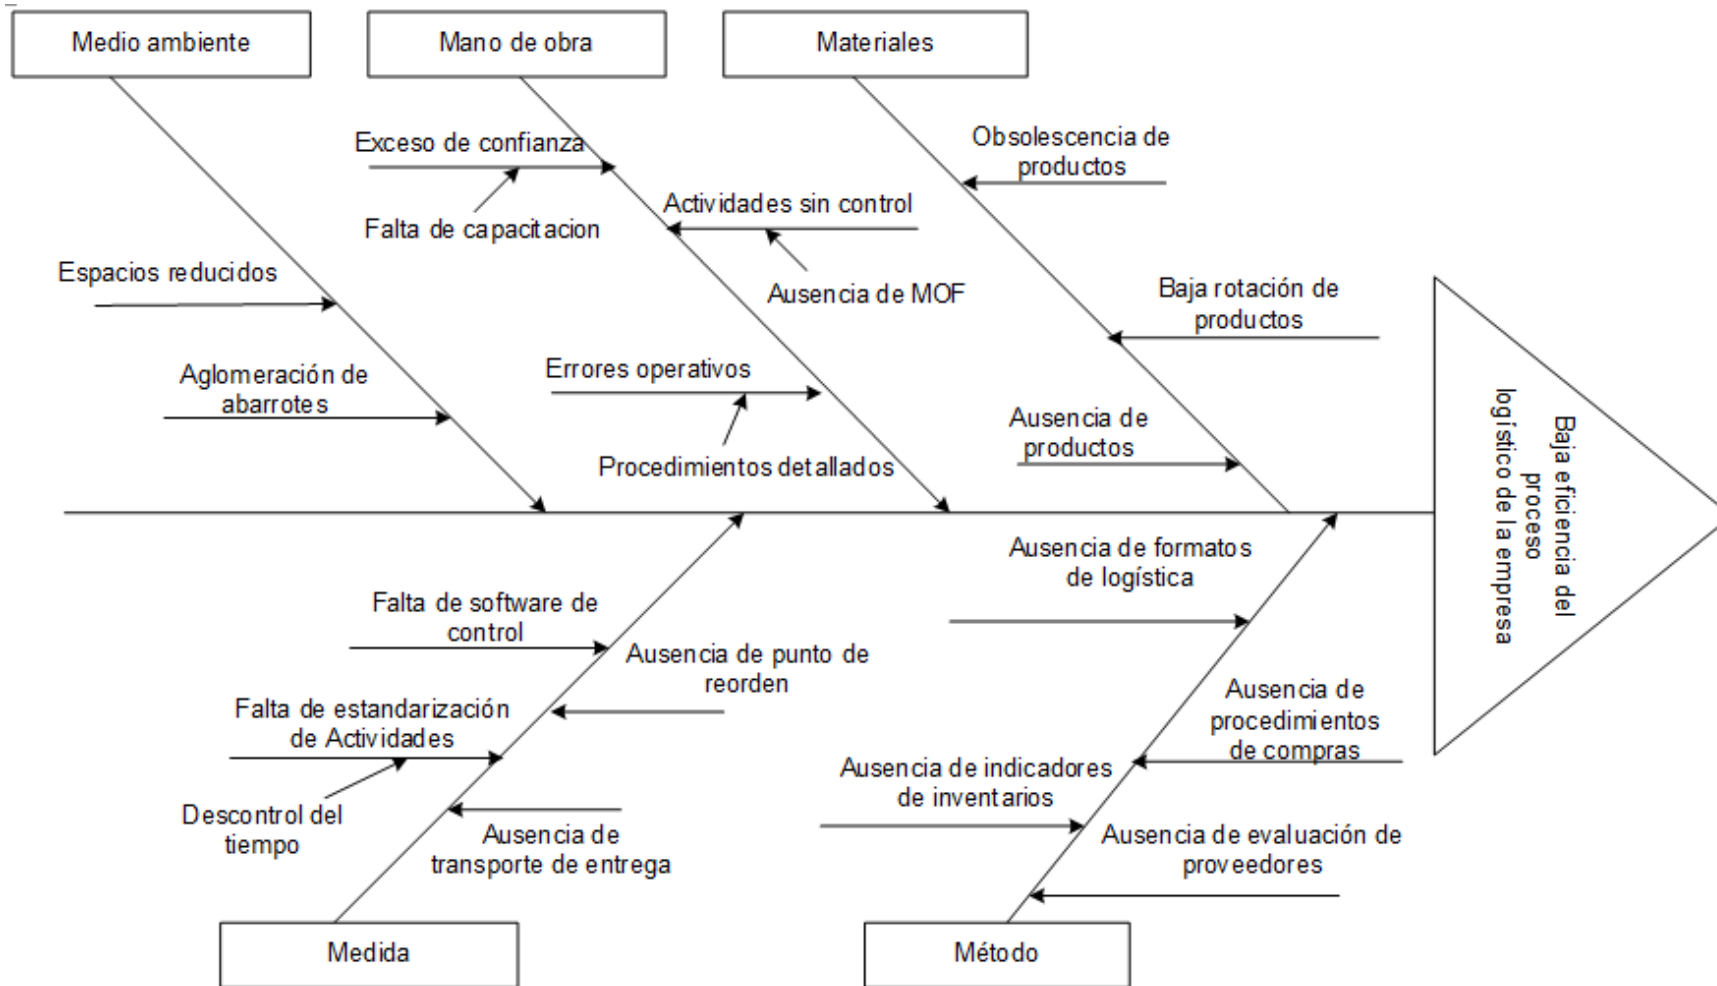 Medio ambiente
Mano de obra
Materiales
Exceso de confianza
Falta de capacitacion
Actividades sin control
Ausencia de MOF
Obsolescencia de
productos
Espacios reducidos
Aglomeración de
abarrotes
Errores operativos
Procedimientos detallados
Baja rotación de
productos
Ausencia de
productos
Baja eficiencia del
proceso
logístico de la empresa
Falta de software de
control
Ausencia de punto de
reorden
Falta de estandarización
de Actividades
Descontrol del
tiempo
Ausencia de
transporte de entrega
Ausencia de formatos
de logística
Ausencia de
procedimientos
de compras
Ausencia de indicadores
de inventarios
Ausencia de evaluación de
proveedores
Medida
Método